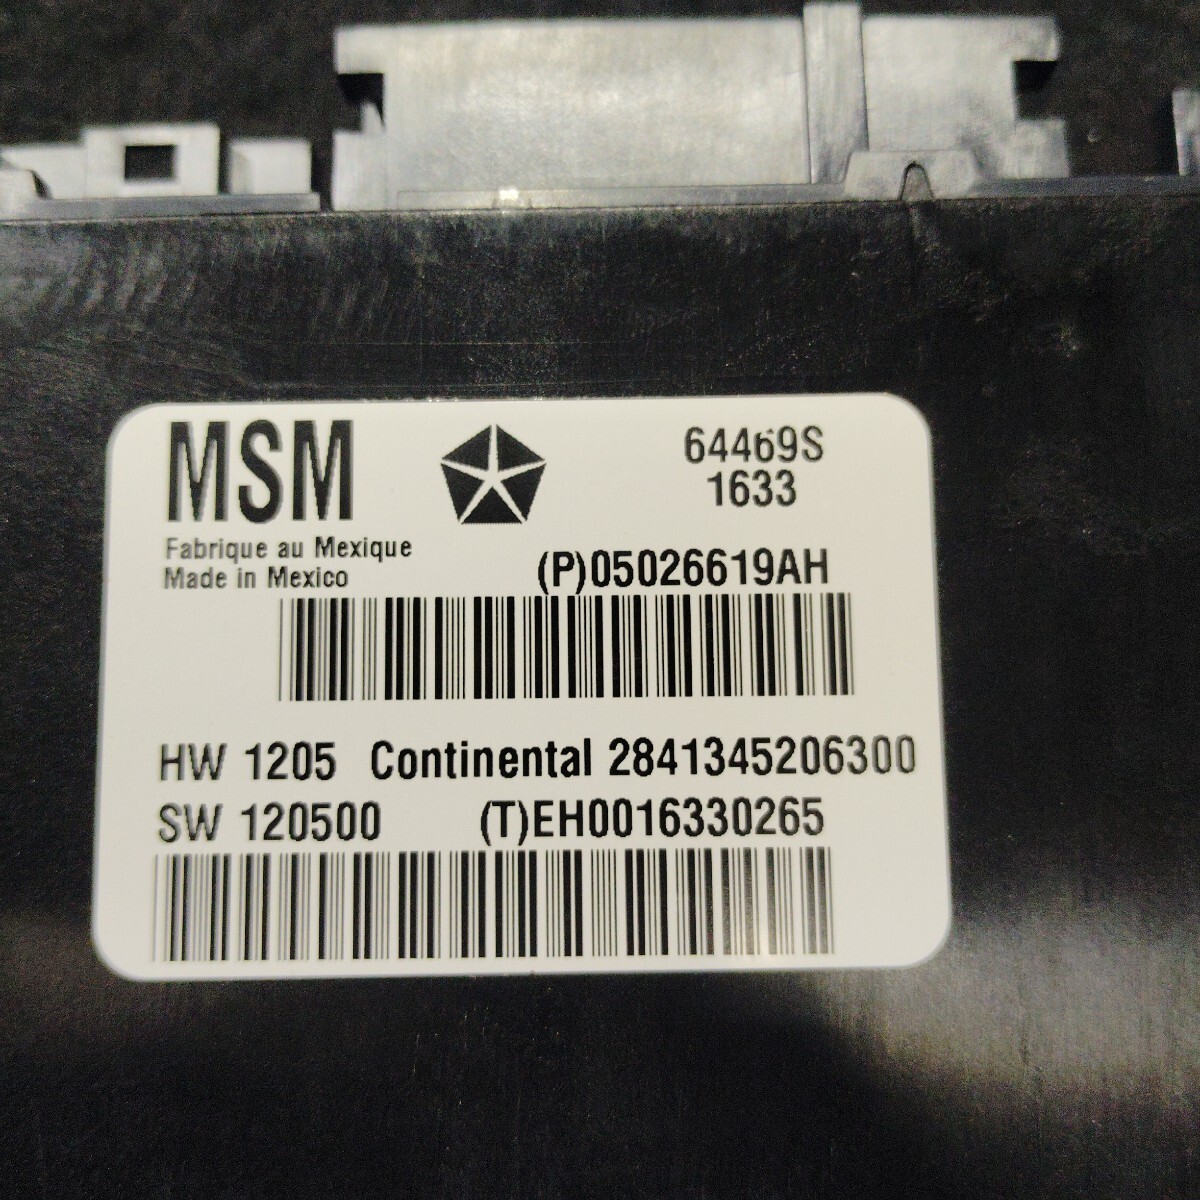 MSM
64469S
1633
Fabrique au Mexique
Made in Mexico
(P)05026619AH
HW 1205 Continental 2841345206300
SW 120500 (T)EH0016330265